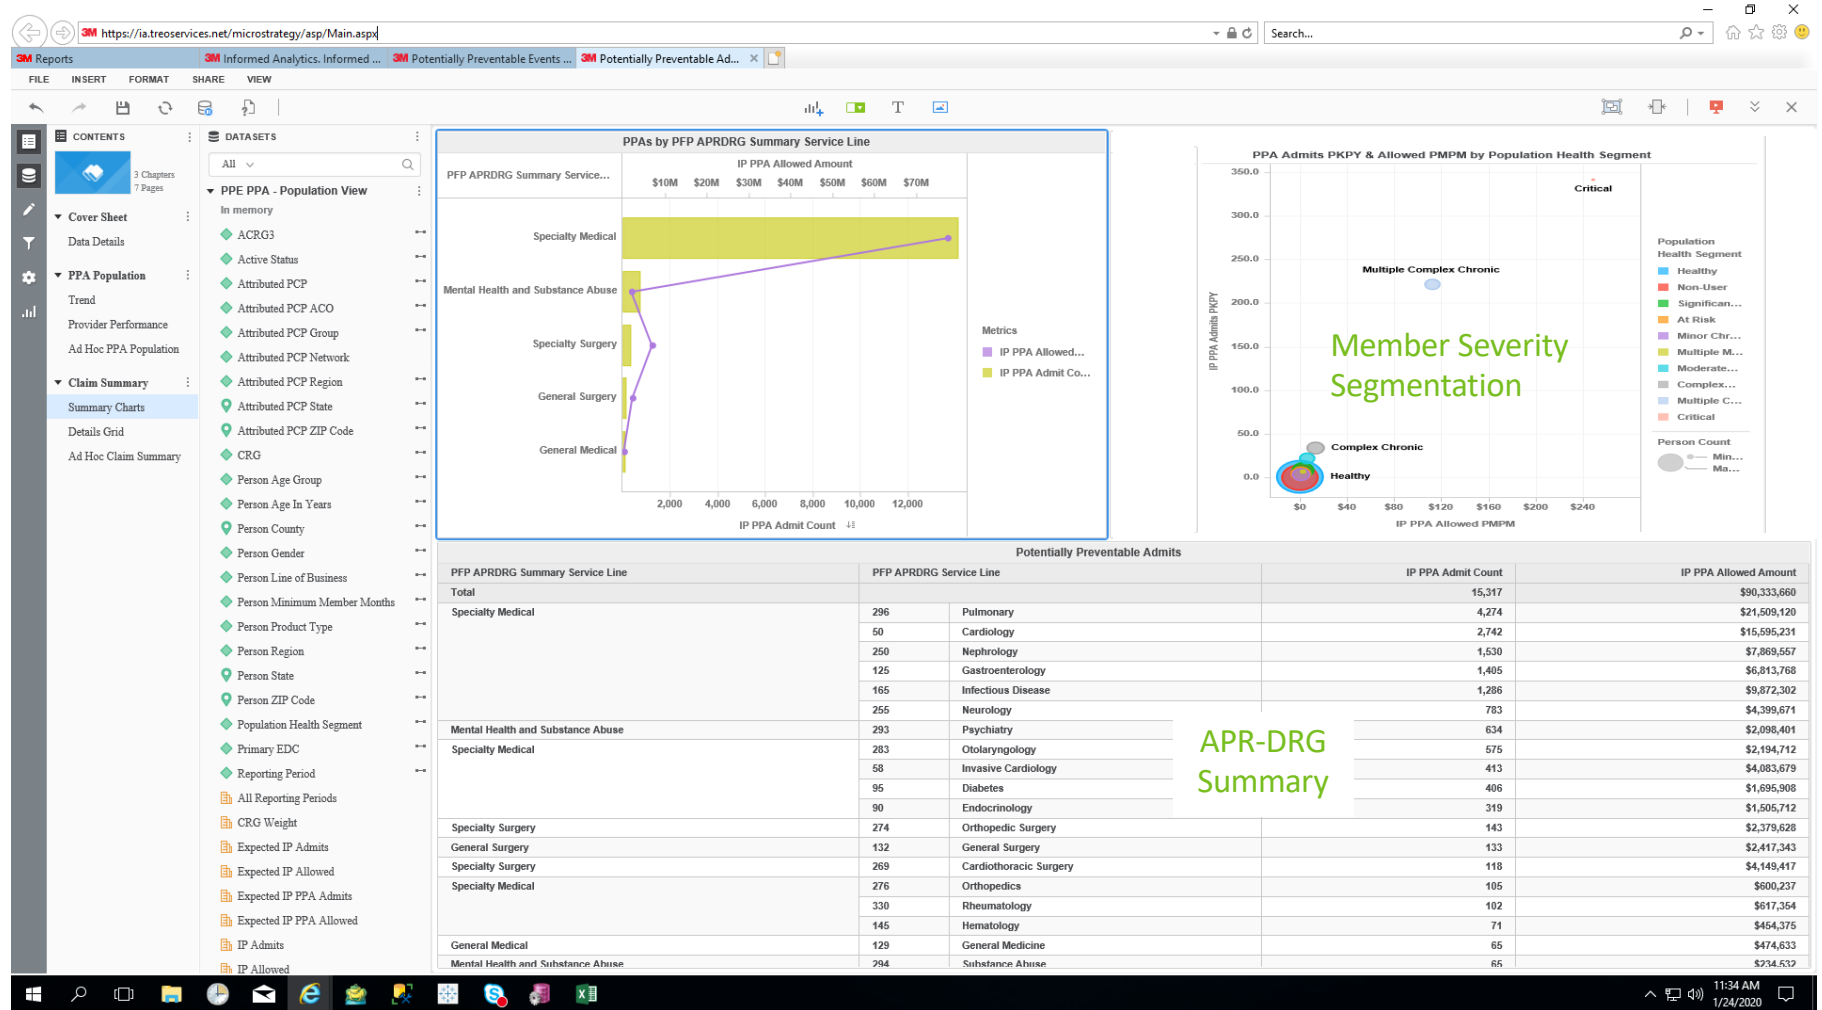 3M https://ia.treoservices.net/microstrategy/asp/Main.aspx
Search...
3M Reports
3M Informed Analytics. Informed ...
3M Potentially Preventable Events ...
3M Potentially Preventable Ad...
FILE INSERT FORMAT SHARE VIEW
CONTENTS
3 Chapters
7 Pages
Cover Sheet
Data Details
PPA Population
Trend
Provider Performance
Ad Hoc PPA Population
Claim Summary
Summary Charts
Details Grid
Ad Hoc Claim Summary
DATASETS
All
PPE PPA - Population View
In memory
ACRG3
Active Status
Attributed PCP
Attributed PCP ACO
Attributed PCP Group
Attributed PCP Network
Attributed PCP Region
Attributed PCP State
Attributed PCP ZIP Code
CRG
Person Age Group
Person Age In Years
Person County
Person Gender
Person Line of Business
Person Minimum Member Months
Person Product Type
Person Region
Person State
Person ZIP Code
Population Health Segment
Primary EDC
Reporting Period
All Reporting Periods
CRG Weight
Expected IP Admits
Expected IP Allowed
Expected IP PPA Admits
Expected IP PPA Allowed
IP Admits
IP Allowed
PPAs by PFP APRDRG Summary Service Line
IP PPA Allowed Amount
PFP APRDRG Summary Service...
$10M $20M $30M $40M $50M $60M $70M
Specialty Medical
Mental Health and Substance Abuse
Specialty Surgery
General Surgery
General Medical
2,000 4,000 6,000 8,000 10,000 12,000
IP PPA Admit Count
Metrics
IP PPA Allowed...
IP PPA Admit Co...
PPA Admits PKPY & Allowed PMPM by Population Health Segment
350.0
300.0
250.0
200.0
150.0
100.0
50.0
0.0
IP PPA Admits PKPY
Critical
Multiple Complex Chronic
Member Severity
Segmentation
Complex Chronic
Healthy
$0 $40 $80 $120 $160 $200 $240
IP PPA Allowed PMPM
Population
Health Segment
Healthy
Non-User
Significan...
At Risk
Minor Chr...
Multiple M...
Moderate...
Complex...
Multiple C...
Critical
Person Count
Min...
Ma...
Potentially Preventable Admits
PFP APRDRG Summary Service Line PFP APRDRG Service Line IP PPA Admit Count IP PPA Allowed Amount
Total 15,317 $90,333,660
Specialty Medical 296 Pulmonary 4,274 $21,509,120
50 Cardiology 2,742 $15,595,231
250 Nephrology 1,530 $7,869,557
125 Gastroenterology 1,405 $6,813,768
165 Infectious Disease 1,286 $9,872,302
255 Neurology 783 $4,399,671
Mental Health and Substance Abuse 293 Psychiatry 634 $2,098,401
Specialty Medical 283 Otolaryngology 575 $2,194,712
58 Invasive Cardiology 413 $4,083,679
95 Diabetes 406 $1,695,908
90 Endocrinology 319 $1,505,712
Specialty Surgery 274 Orthopedic Surgery 143 $2,379,628
General Surgery 132 General Surgery 133 $2,417,343
Specialty Surgery 269 Cardiothoracic Surgery 118 $4,149,417
Specialty Medical 276 Orthopedics 105 $600,237
330 Rheumatology 102 $617,354
145 Hematology 71 $454,375
General Medical 129 General Medicine 65 $474,633
Mental Health and Substance Abuse 294 Substance Abuse 65 $234,532
APR-DRG
Summary
11:34 AM
1/24/2020